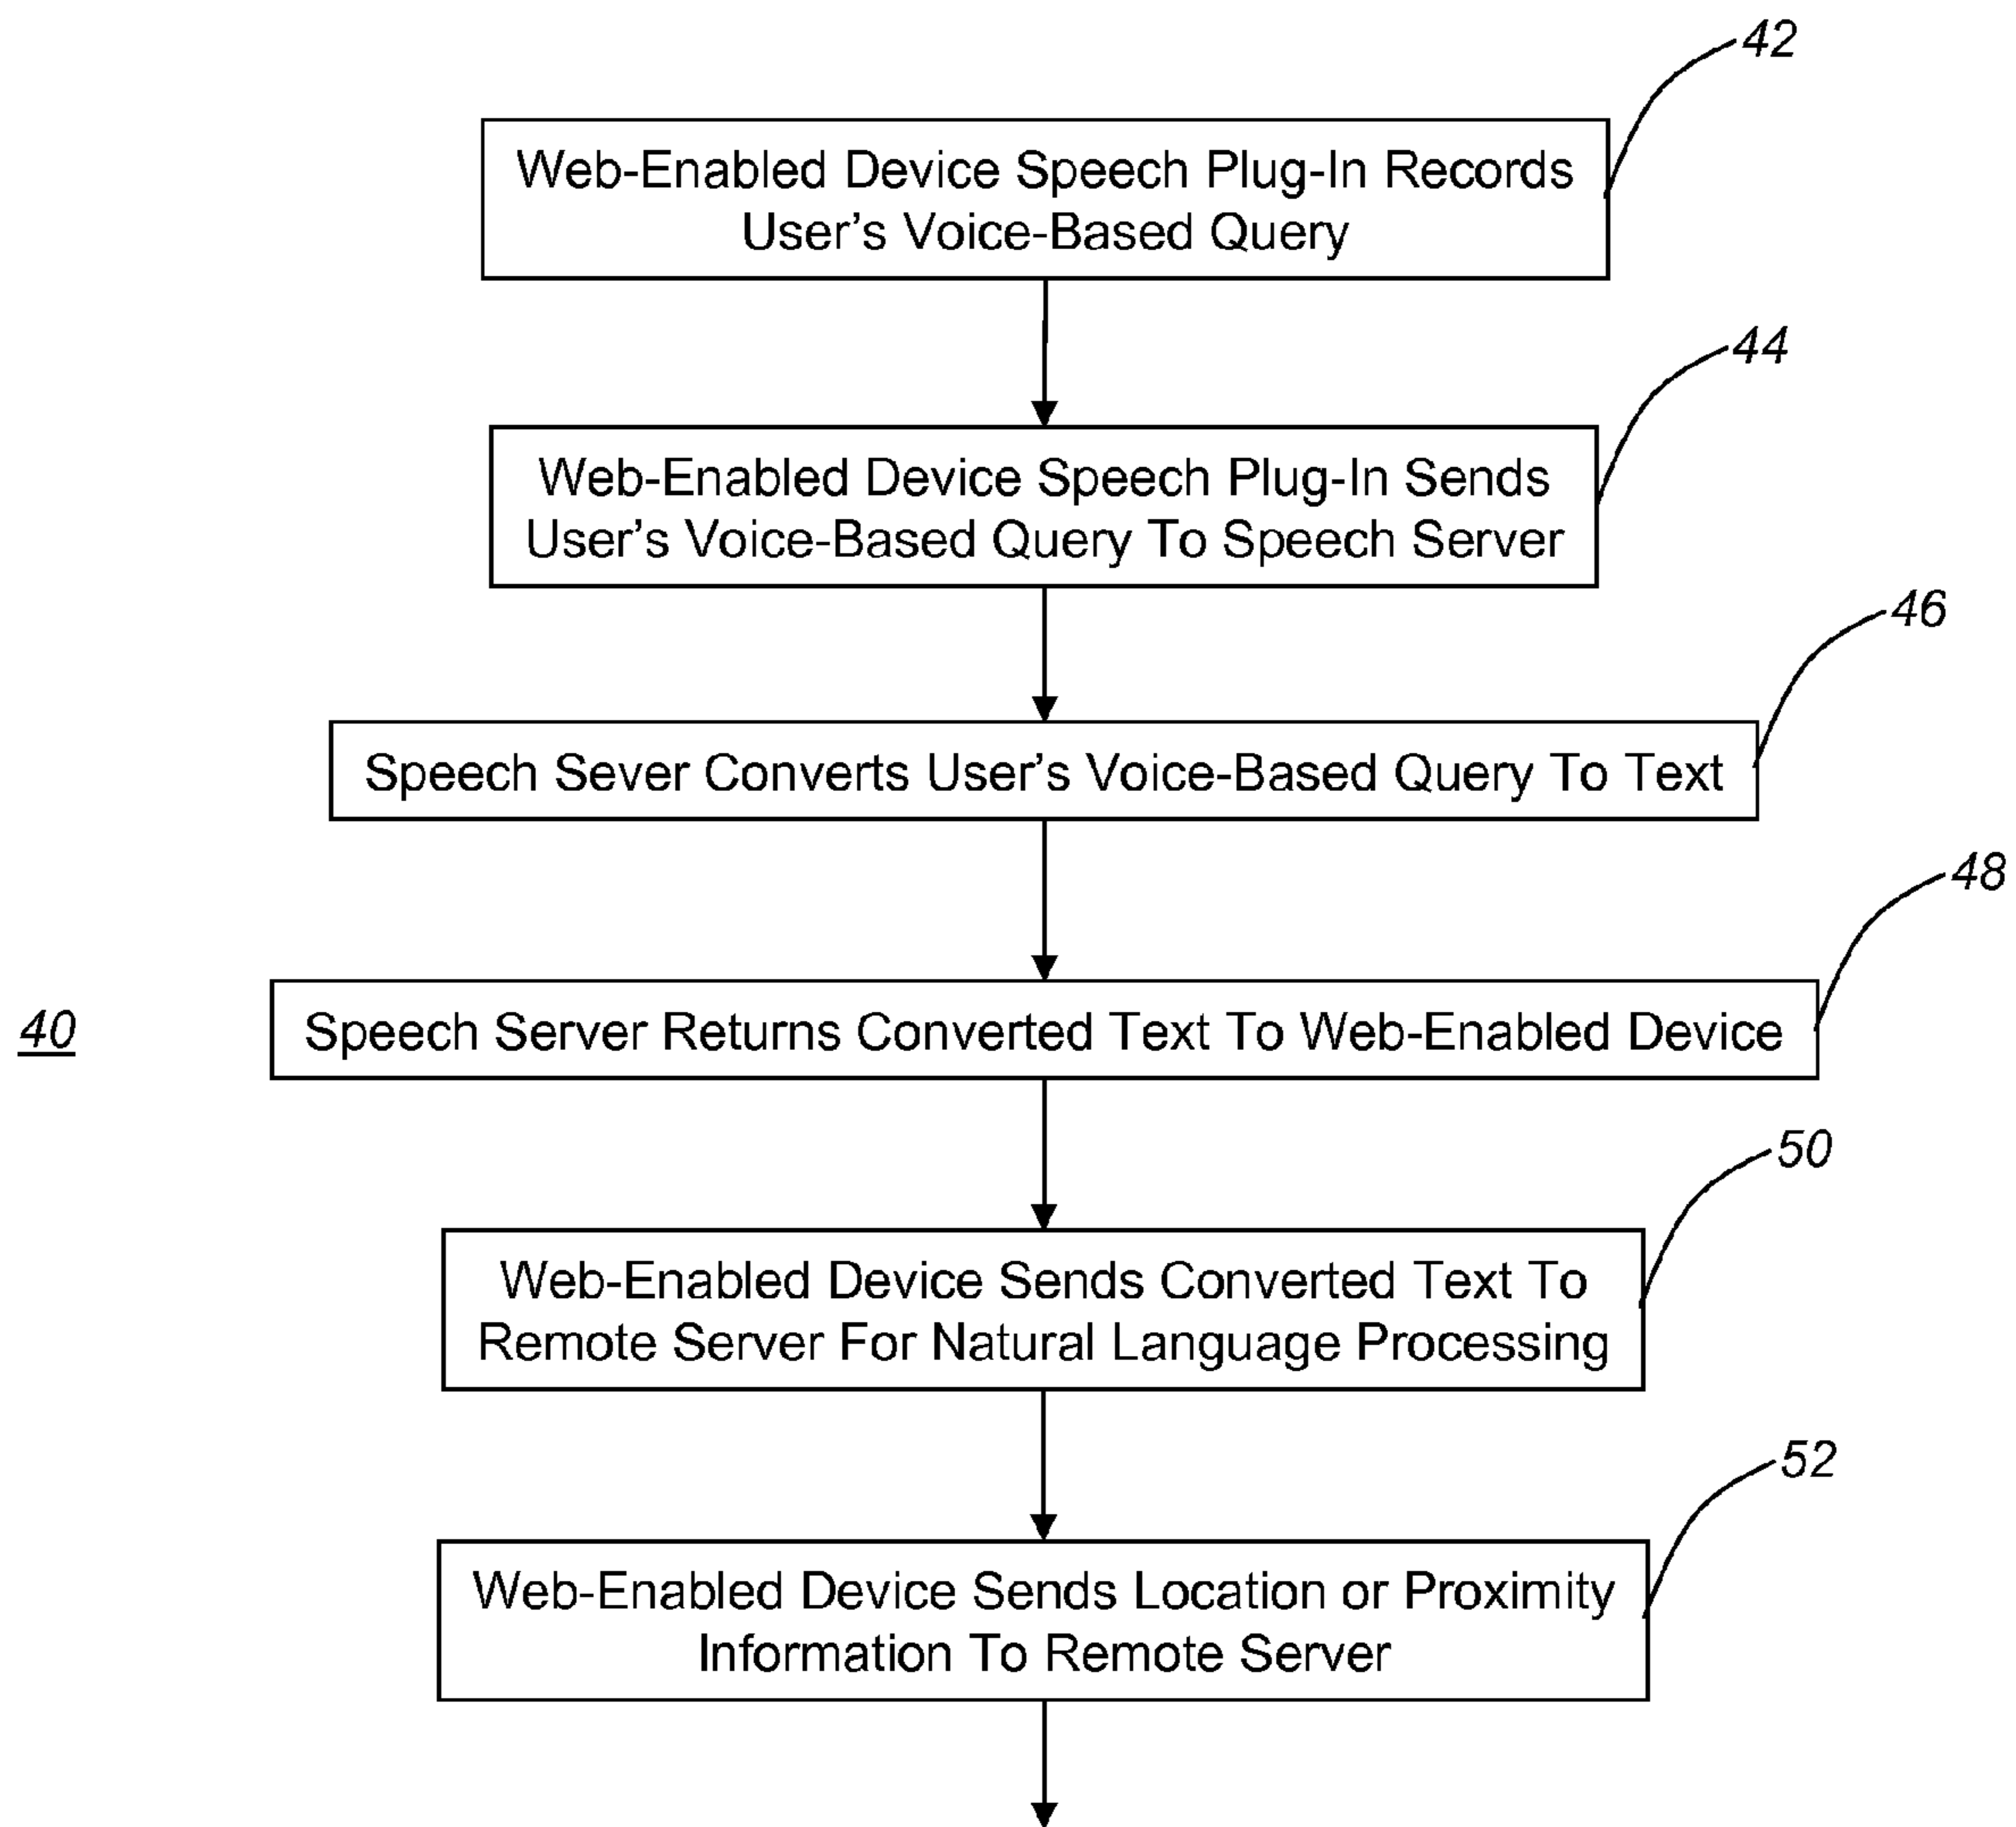 42
Web-Enabled Device Speech Plug-In Records
User's Voice-Based Query
44
Web-Enabled Device Speech Plug-In Sends
User's Voice-Based Query To Speech Server
46
Speech Sever Converts User's Voice-Based Query To Text
48
40
Speech Server Returns Converted Text To Web-Enabled Device
50
Web-Enabled Device Sends Converted Text To
Remote Server For Natural Language Processing
52
Web-Enabled Device Sends Location or Proximity
Information To Remote Server